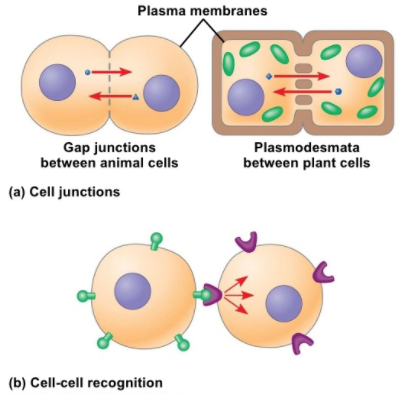 Plasma membranes
Gap junctions
between animal cells
Plasmodesmata
between plant cells
(a) Cell junctions
(b) Cell-cell recognition